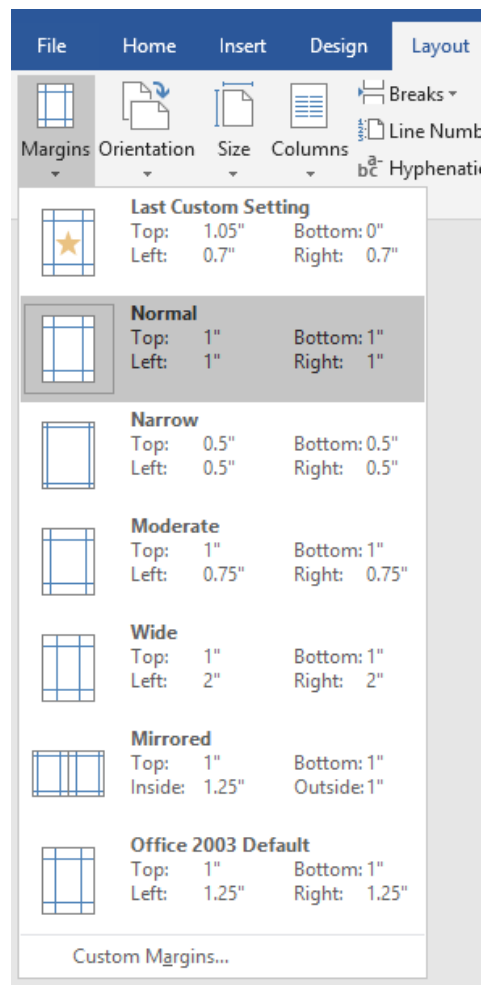 File Home Insert Design Layout
Breaks
Line Numb
Hyphenatic
Margins Orientation Size Columns
Last Custom Setting
Top: 1.05" Bottom: 0"
Left: 0.7" Right: 0.7"
Normal
Top: 1" Bottom: 1"
Left: 1" Right: 1"
Narrow
Top: 0.5" Bottom: 0.5"
Left: 0.5" Right: 0.5"
Moderate
Top: 1" Bottom: 1"
Left: 0.75" Right: 0.75"
Wide
Top: 1" Bottom: 1"
Left: 2" Right: 2"
Mirrored
Top: 1" Bottom: 1"
Inside: 1.25" Outside: 1"
Office 2003 Default
Top: 1" Bottom: 1"
Left: 1.25" Right: 1.25"
Custom Margins...